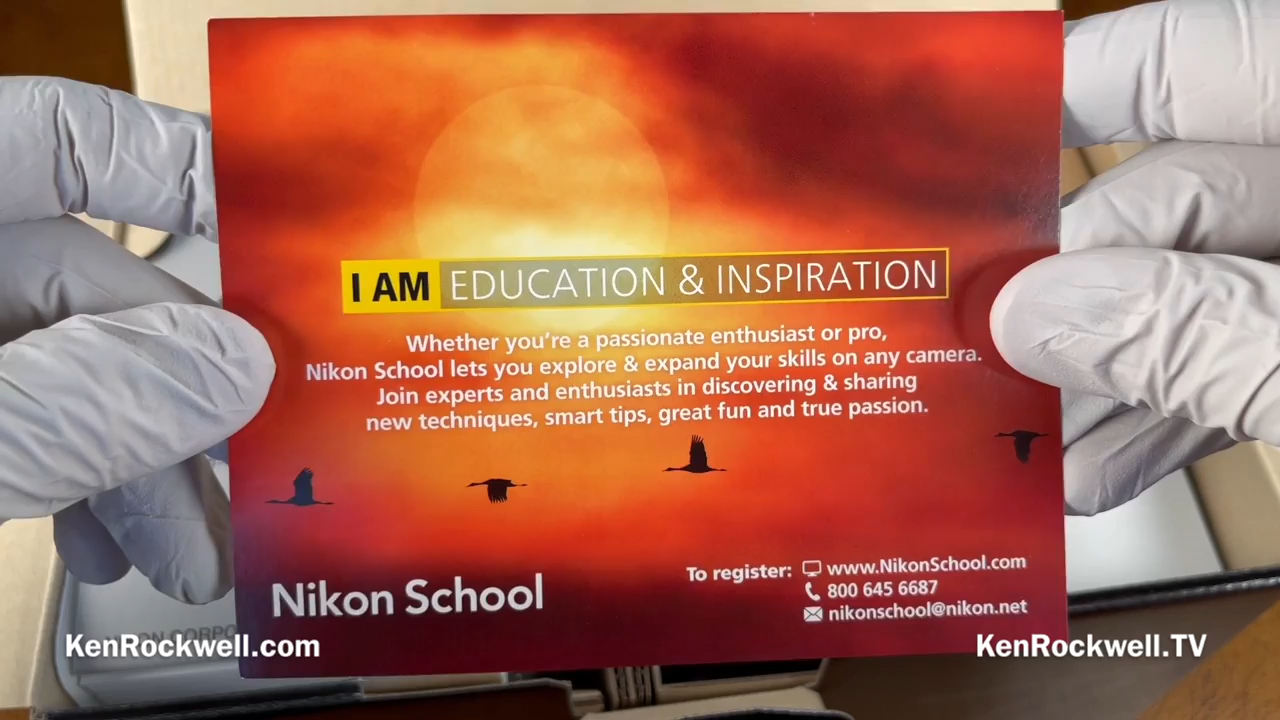 I AM EDUCATION & INSPIRATION
Whether you're a passionate enthusiast or pro,
Nikon School lets you explore & expand your skills on any camera.
Join experts and enthusiasts in discovering & sharing
new techniques, smart tips, great fun and true passion.
To register: www.NikonSchool.com
800 645 6687
nikonschool@nikon.net
Nikon School
KenRockwell.com
KenRockwell.TV